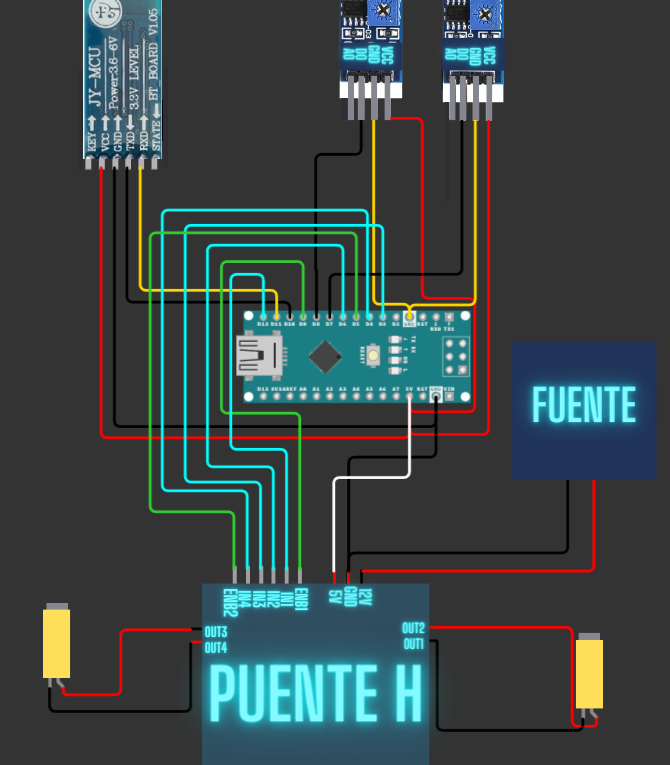 JY-MCU
Power:3.6--6V
3.3V LEVEL
BT_BOARD V1.05
KEY
VCC
GND
TXD
RXD
STATE
AO
DO
GND
VCC
AO
DO
GND
VCC
D12 D11 D10 D9 D8 D7 D6 D5 D4 D3 D2 GND RST RX0 TX1
RESET
D13 3V3 AREF A0 A1 A2 A3 A4 A5 A6 A7 5V RST GND VIN
FUENTE
ENB2
IN4
IN3
IN2
IN1
ENB1
5V
GND
12V
OUT3
OUT4
OUT2
OUT1
PUENTE H